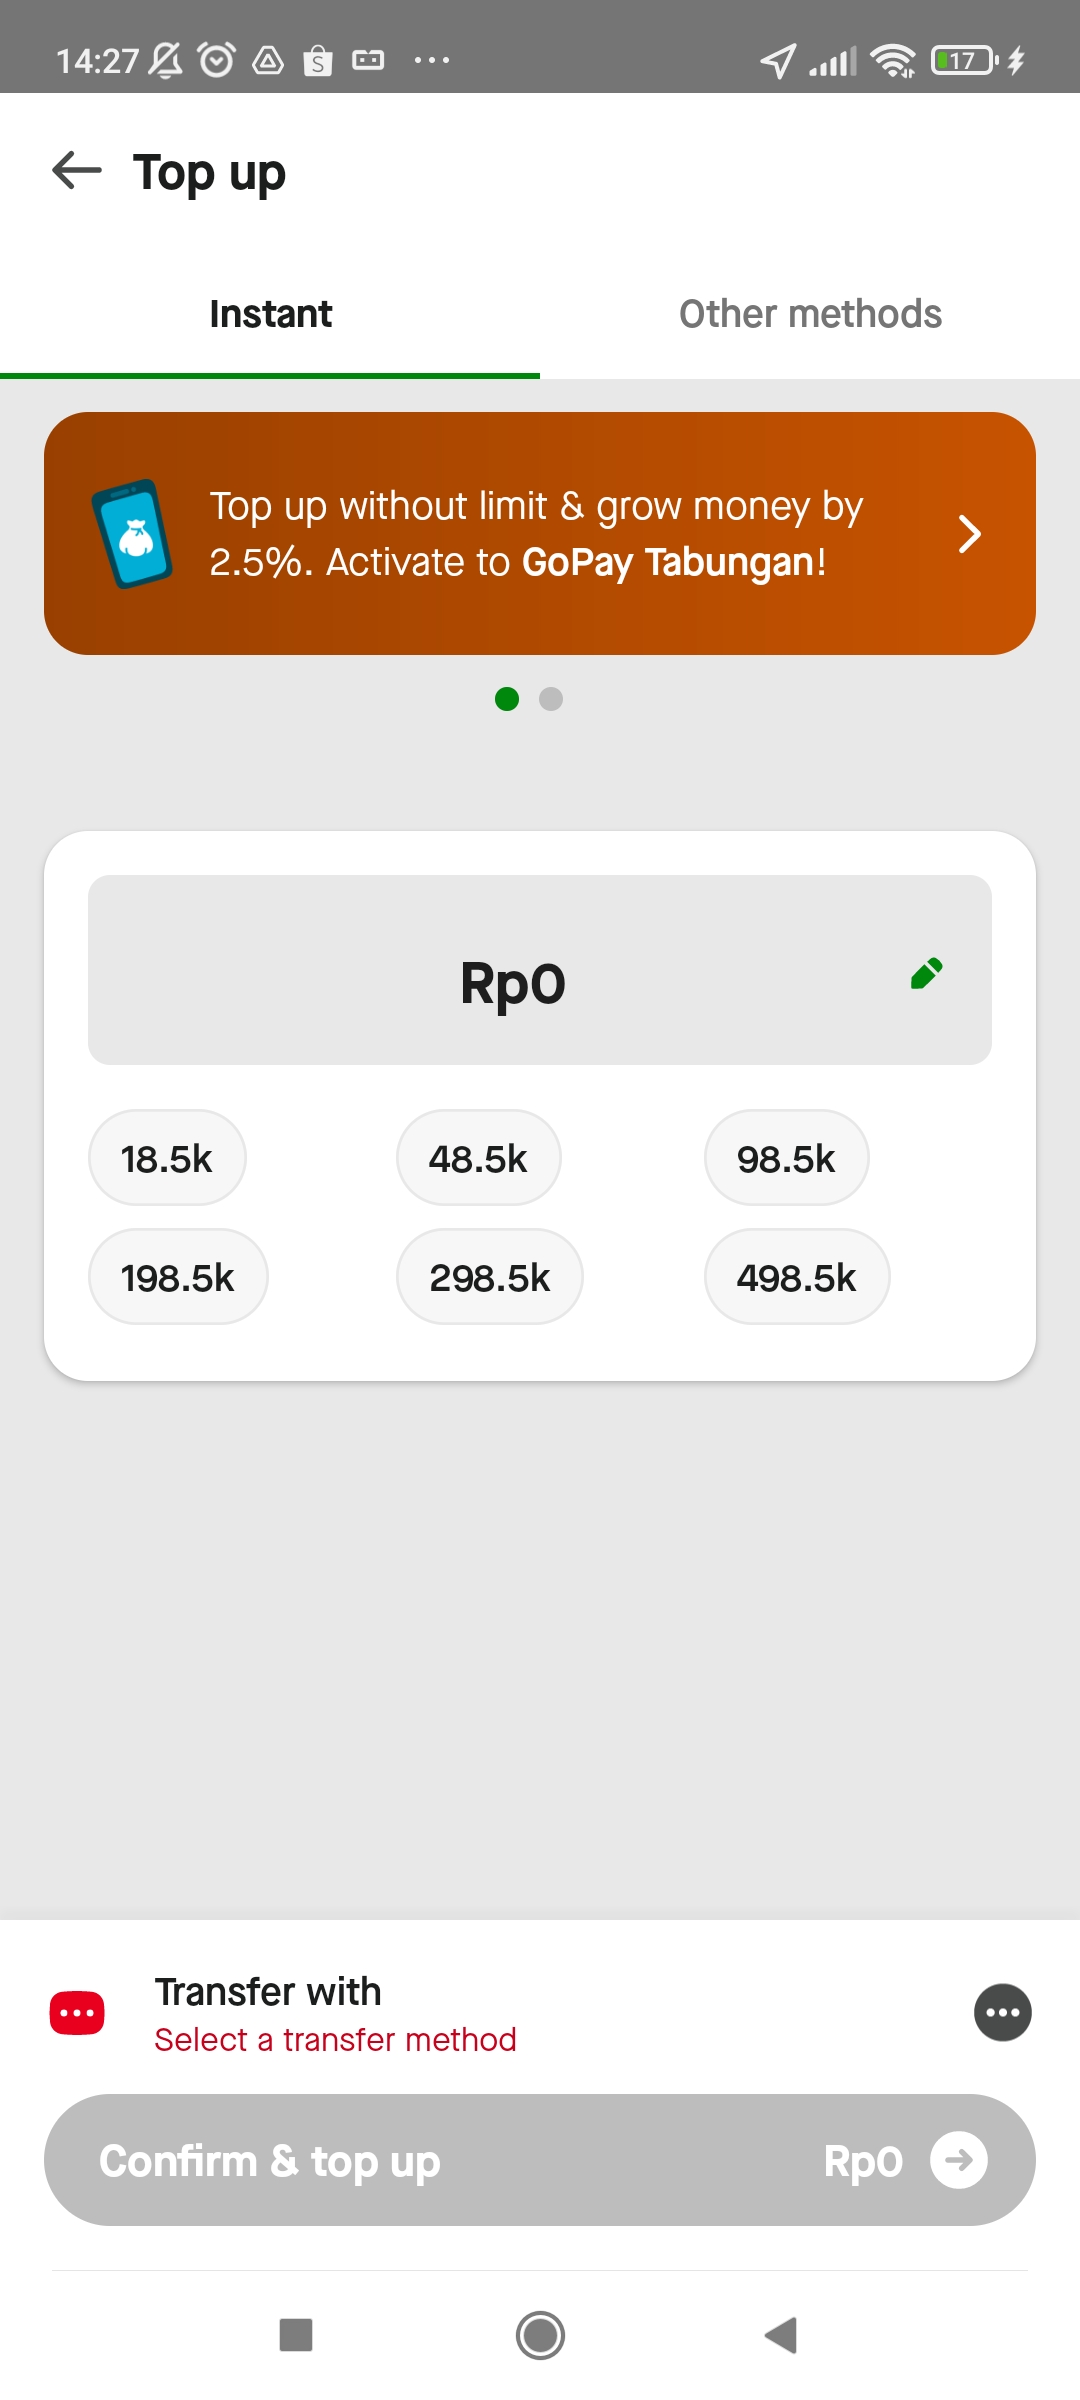 14:27
17
Top up
Instant
Other methods
Top up without limit & grow money by
2.5%. Activate to GoPay Tabungan!
Rp0
18.5k
48.5k
98.5k
198.5k
298.5k
498.5k
Transfer with
Select a transfer method
Confirm & top up
Rp0